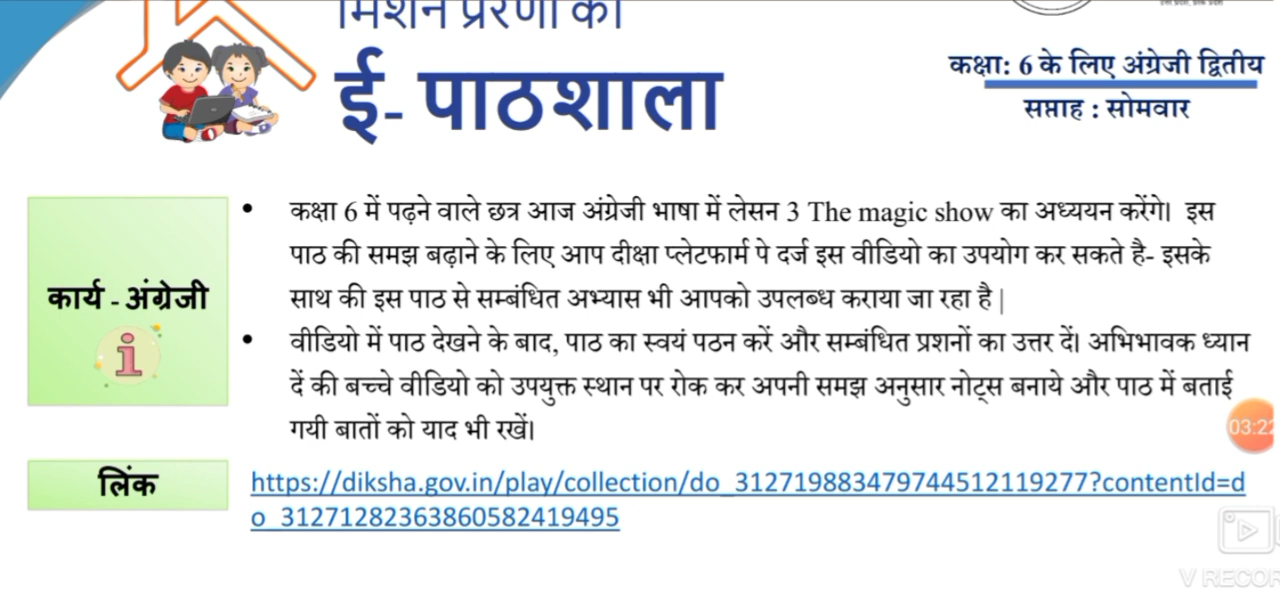 मिशन प्रेरणा की
ई- पाठशाला
कक्षा: 6 के लिए अंग्रेजी द्वितीय
सप्ताह : सोमवार
कार्य - अंग्रेजी
• कक्षा 6 में पढ़ने वाले छत्र आज अंग्रेजी भाषा में लेसन 3 The magic show का अध्ययन करेंगे। इस
पाठ की समझ बढ़ाने के लिए आप दीक्षा प्लेटफार्म पे दर्ज इस वीडियो का उपयोग कर सकते है- इसके
साथ की इस पाठ से सम्बंधित अभ्यास भी आपको उपलब्ध कराया जा रहा है |
• वीडियो में पाठ देखने के बाद, पाठ का स्वयं पठन करें और सम्बंधित प्रशनों का उत्तर दें। अभिभावक ध्यान
दें की बच्चे वीडियो को उपयुक्त स्थान पर रोक कर अपनी समझ अनुसार नोट्स बनाये और पाठ में बताई
गयी बातों को याद भी रखें।
03:22
लिंक
https://diksha.gov.in/play/collection/do_31271988347974451211​9277?contentId=d
o_31271282363860582419495
V RECOR